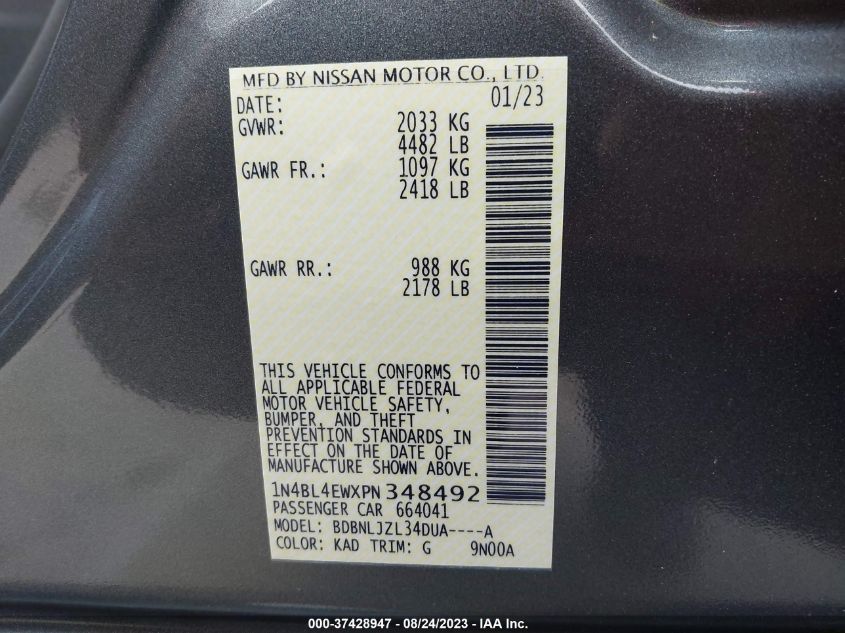 MFD BY NISSAN MOTOR CO., LTD.
DATE: 01/23
GVWR: 2033 KG
4482 LB
GAWR FR.: 1097 KG
2418 LB
GAWR RR.: 988 KG
2178 LB
THIS VEHICLE CONFORMS TO
ALL APPLICABLE FEDERAL
MOTOR VEHICLE SAFETY,
BUMPER, AND THEFT
PREVENTION STANDARDS IN
EFFECT ON THE DATE OF
MANUFACTURE SHOWN ABOVE.
1N4BL4EWXPN348492
PASSENGER CAR 664041
MODEL: BDBNLJZL34DUA----A
COLOR: KAD TRIM: G 9N00A
000-37428947 - 08/24/2023 - IAA Inc.